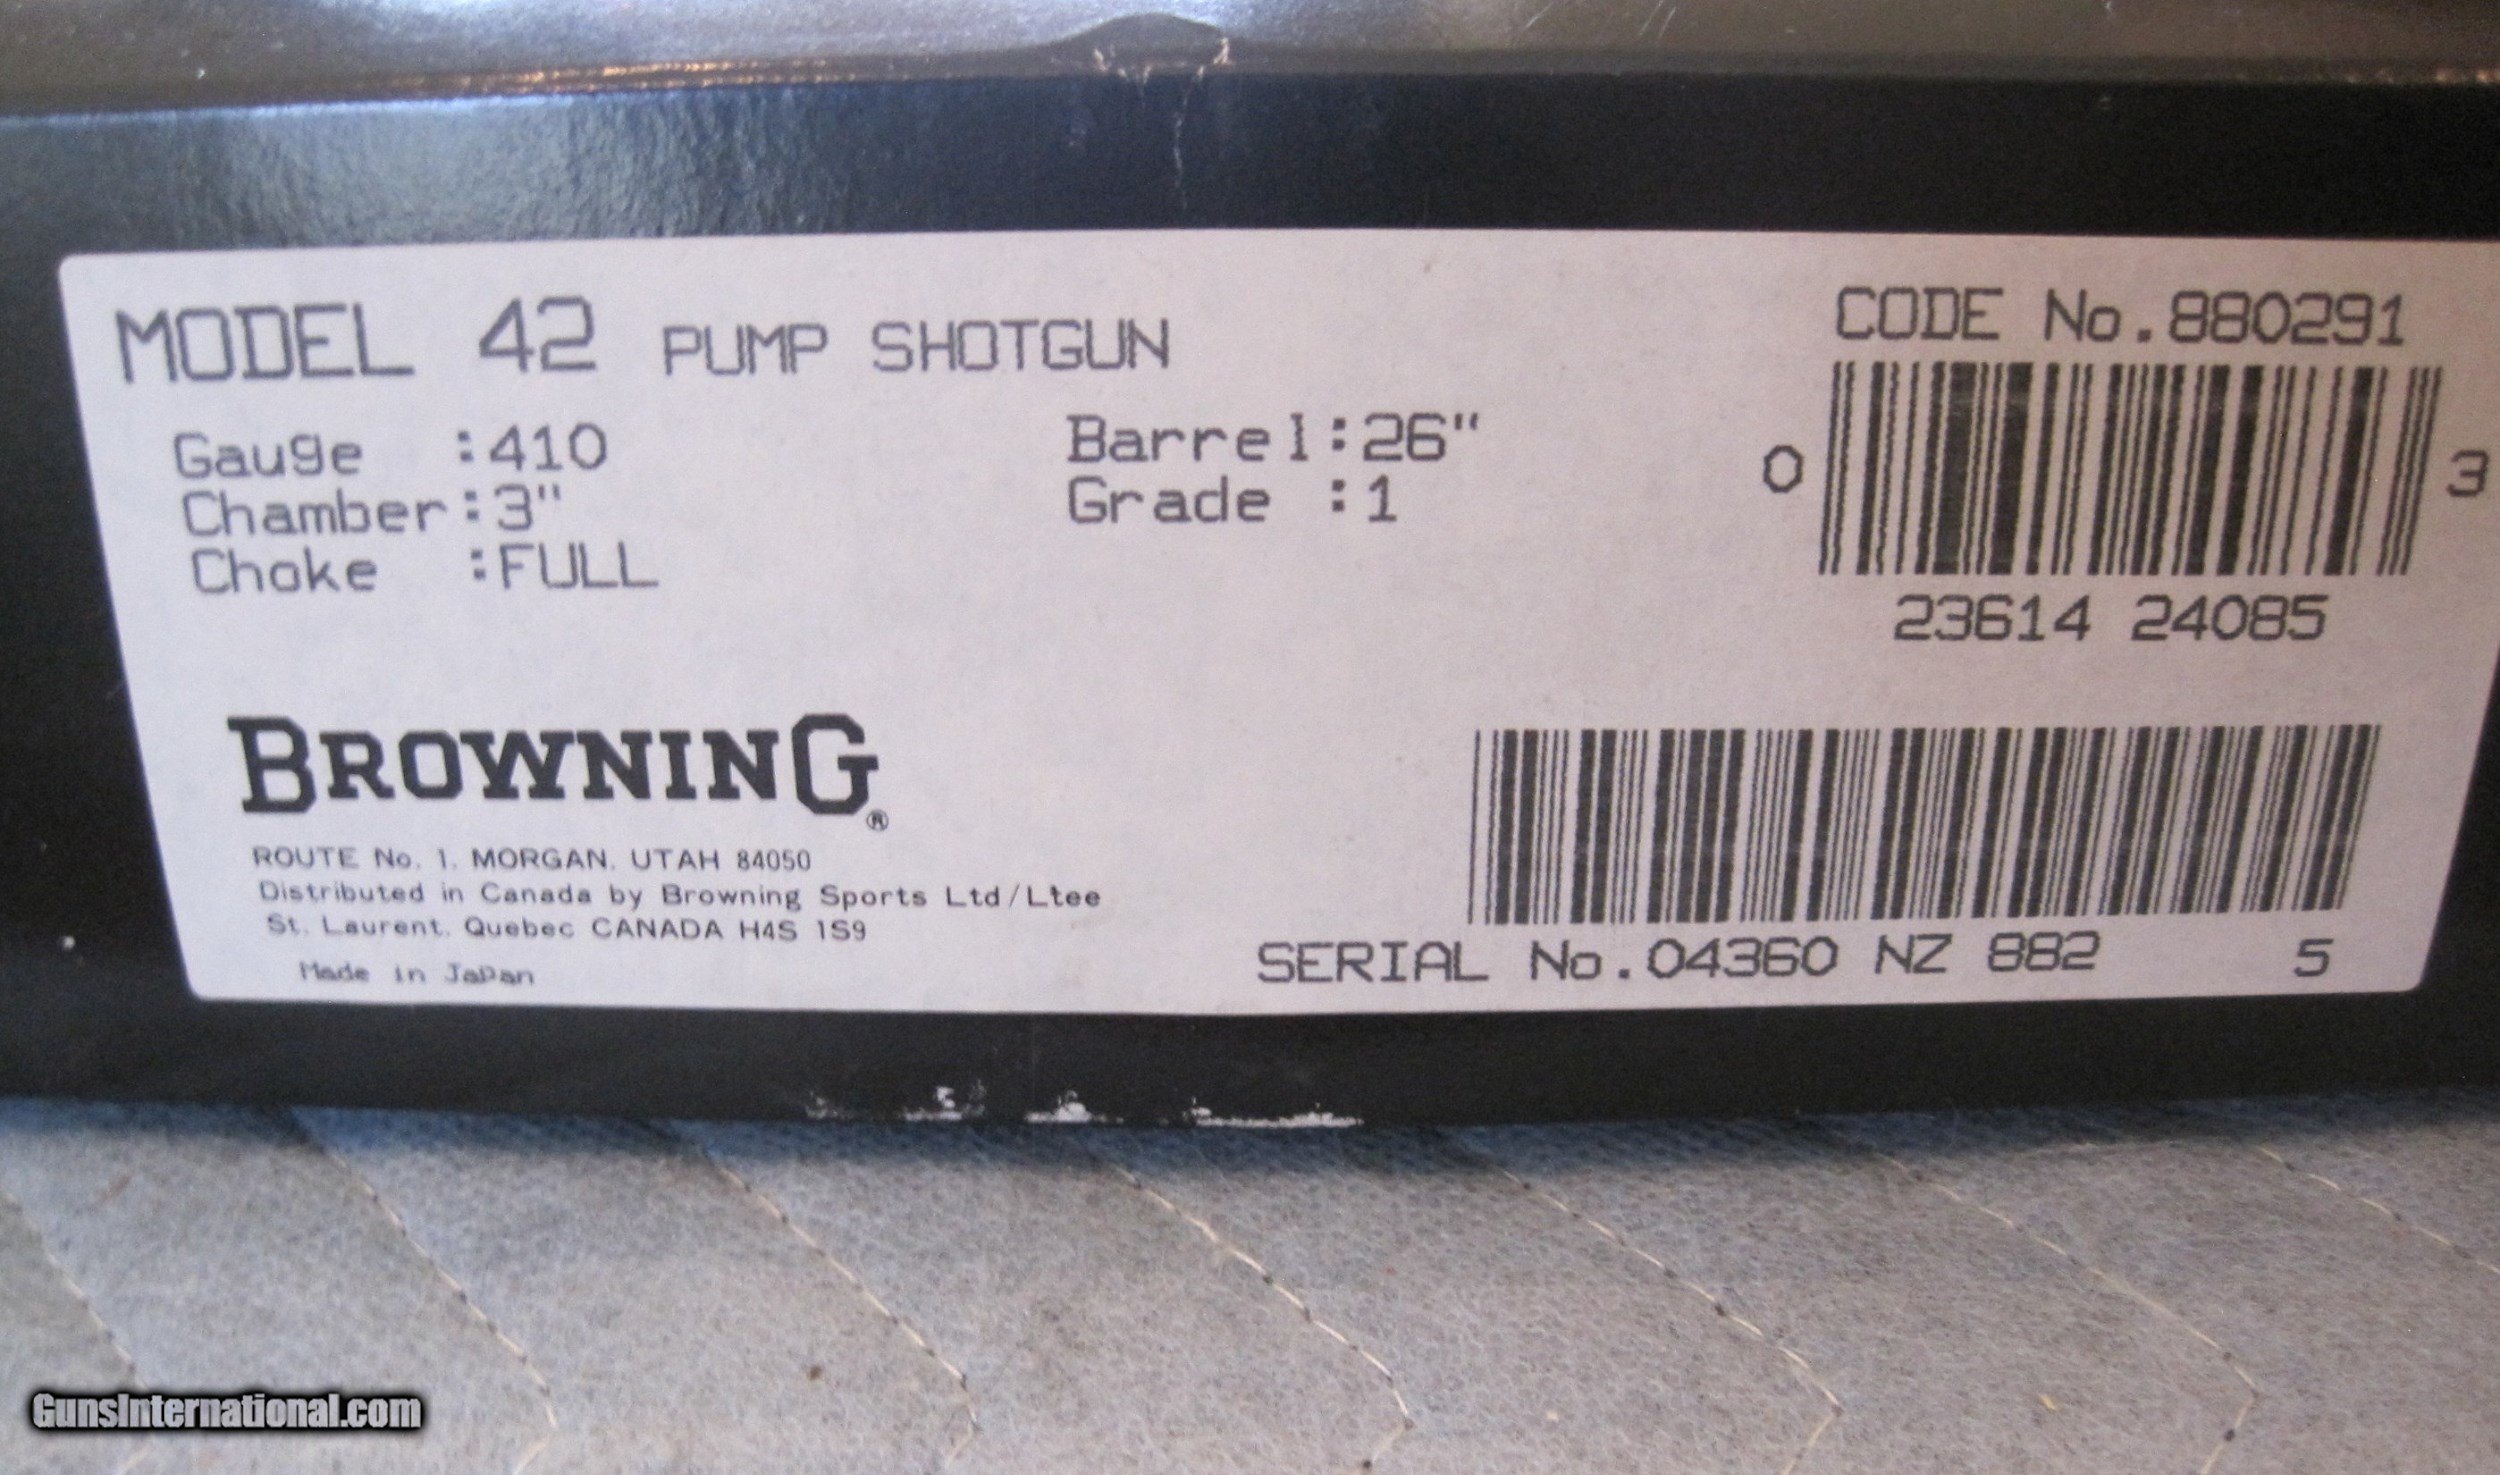 MODEL 42 PUMP SHOTGUN
Gauge :410
Chamber:3"
Choke :FULL
Barrel:26"
Grade :1
CODE No.880291
0 3
23614 24085
BROWNING®
ROUTE No. 1, MORGAN, UTAH 84050
Distributed in Canada by Browning Sports Ltd/Ltee
St. Laurent, Quebec CANADA H4S 1S9
Made in Japan
SERIAL No.04360 NZ 882 5
GunsInternational.com